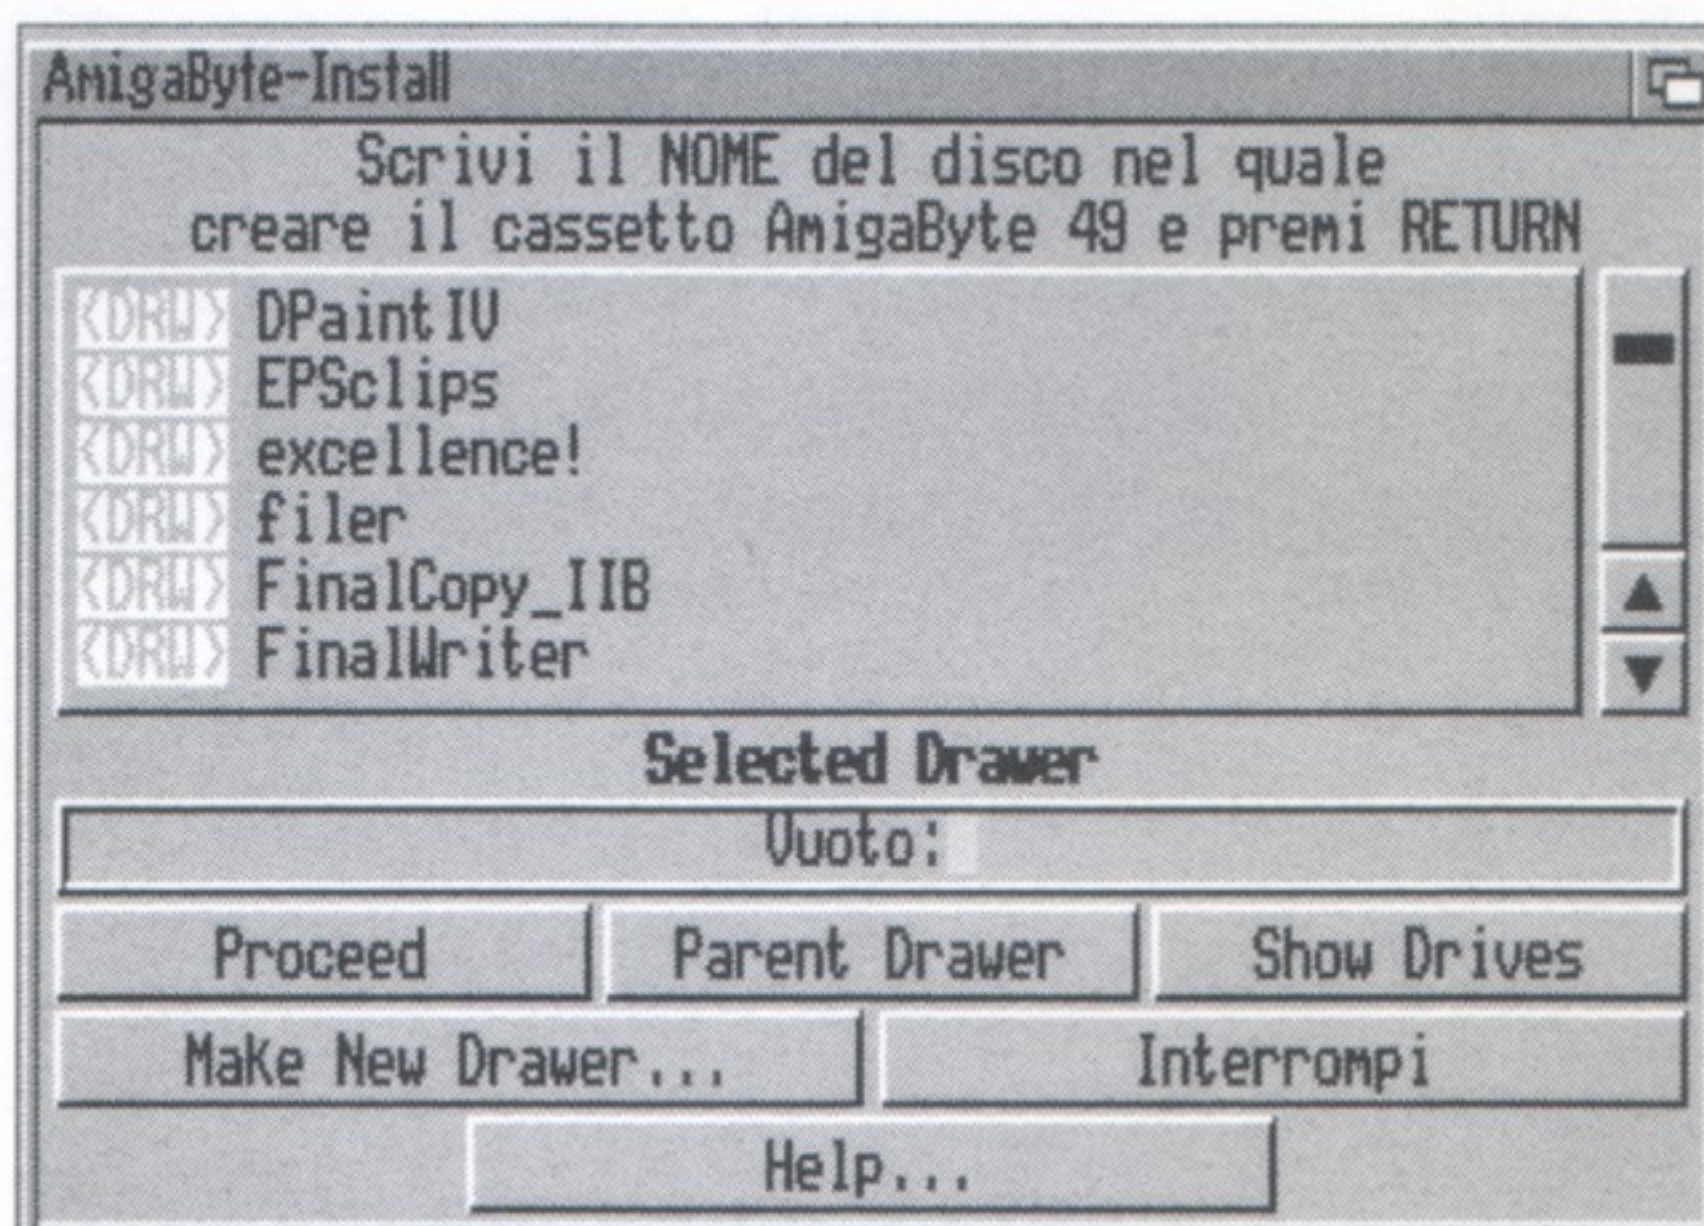 AmigaByte-Install
Scrivi il NOME del disco nel quale
creare il cassetto AmigaByte 49 e premi RETURN
<DRW> DPaintIV
<DRW> EPSclips
<DRW> excellence!
<DRW> filer
<DRW> FinalCopy_IIB
<DRW> FinalWriter
Selected Drawer
Vuoto:
Proceed Parent Drawer Show Drives
Make New Drawer... Interrompi
Help...